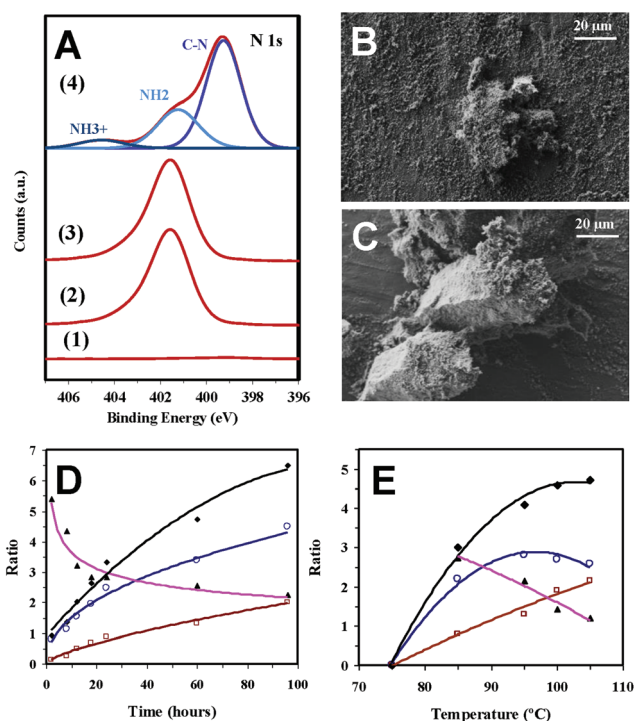 A
N 1s
C-N
(4)
NH2
NH3+
(3)
(2)
(1)
Counts (a.u.)
406 404 402 400 398 396
Binding Energy (eV)
B
20 µm
C
20 µm
D
7
6
5
4
3
2
1
0
Ratio
0 20 40 60 80 100
Time (hours)
E
5
4
3
2
1
0
Ratio
70 80 90 100 110
Temperature (ºC)